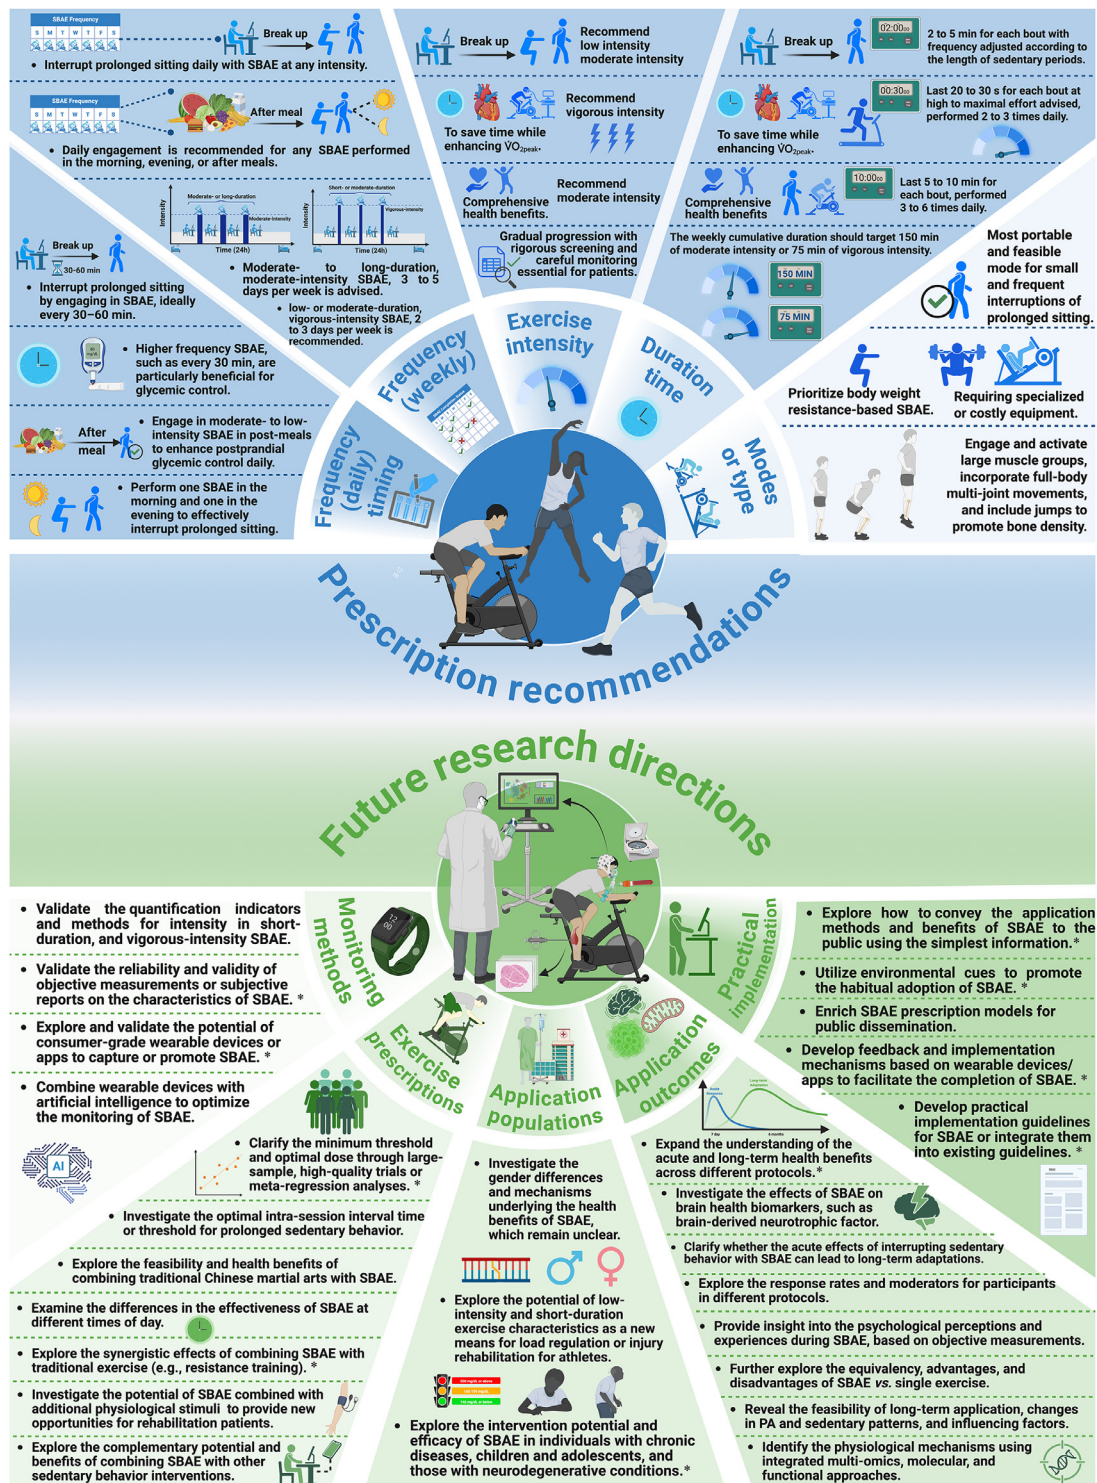 SBAE Frequency
S M T W T F S
Break up
• Interrupt prolonged sitting daily with SBAE at any intensity.
SBAE Frequency
S M T W T F S
After meal
• Daily engagement is recommended for any SBAE performed
in the morning, evening, or after meals.
Moderate- or long-duration
Intensity
Moderate-intensity
Time (24h)
Short- or moderate-duration
Intensity
Vigorous-intensity
Time (24h)
• Moderate- to long-duration,
moderate-intensity SBAE, 3 to 5
days per week is advised.
• low- or moderate-duration,
vigorous-intensity SBAE, 2
to 3 days per week is
recommended.
Break up
30-60 min
• Interrupt prolonged sitting
by engaging in SBAE, ideally
every 30–60 min.
• Higher frequency SBAE,
such as every 30 min, are
particularly beneficial for
glycemic control.
After
meal
• Engage in moderate- to low-
intensity SBAE in post-meals
to enhance postprandial
glycemic control daily.
• Perform one SBAE in the
morning and one in the
evening to effectively
interrupt prolonged sitting.
Break up
Recommend
low intensity
moderate intensity
To save time while
enhancing V̇O2peak.
Recommend
vigorous intensity
Comprehensive
health benefits.
Recommend
moderate intensity
Gradual progression with
rigorous screening and
careful monitoring
essential for patients.
Break up
02:0000
2 to 5 min for each bout with
frequency adjusted according to
the length of sedentary periods.
To save time while
enhancing V̇O2peak.
00:3000
Last 20 to 30 s for each bout at
high to maximal effort advised,
performed 2 to 3 times daily.
Comprehensive
health benefits
10:0000
Last 5 to 10 min for
each bout, performed
3 to 6 times daily.
The weekly cumulative duration should target 150 min
of moderate intensity or 75 min of vigorous intensity.
150 MIN
75 MIN
Most portable
and feasible
mode for small
and frequent
interruptions of
prolonged sitting.
Prioritize body weight
resistance-based SBAE.
Requiring specialized
or costly equipment.
Engage and activate
large muscle groups,
incorporate full-body
multi-joint movements,
and include jumps to
promote bone density.
Frequency
(daily)
timing
Frequency
(weekly)
Exercise
intensity
Duration
time
Modes
or type
Prescription recommendations
Future research directions
Monitoring
methods
12
00
Exercise
prescriptions
Application
populations
Application
outcomes
Practical
implementation
• Validate the quantification indicators
and methods for intensity in short-
duration, and vigorous-intensity SBAE.
• Validate the reliability and validity of
objective measurements or subjective
reports on the characteristics of SBAE. *
• Explore and validate the potential of
consumer-grade wearable devices or
apps to capture or promote SBAE. *
• Combine wearable devices with
artificial intelligence to optimize
the monitoring of SBAE.
AI
• Clarify the minimum threshold
and optimal dose through large-
sample, high-quality trials or
meta-regression analyses. *
• Investigate the optimal intra-session interval time
or threshold for prolonged sedentary behavior.
• Explore the feasibility and health benefits of
combining traditional Chinese martial arts with SBAE.
• Examine the differences in the effectiveness of SBAE at
different times of day.
• Explore the synergistic effects of combining SBAE with
traditional exercise (e.g., resistance training). *
• Investigate the potential of SBAE combined with
additional physiological stimuli to provide new
opportunities for rehabilitation patients.
• Explore the complementary potential and
benefits of combining SBAE with other
sedentary behavior interventions.
• Investigate the
gender differences
and mechanisms
underlying the health
benefits of SBAE,
which remain unclear.
• Explore the potential of low-
intensity and short-duration
exercise characteristics as a new
means for load regulation or injury
rehabilitation for athletes.
• Explore the intervention potential and
efficacy of SBAE in individuals with chronic
diseases, children and adolescents, and
those with neurodegenerative conditions. *
Acute
Response
Long-term
Adaptation
7 day
6 months
• Expand the understanding of the
acute and long-term health benefits
across different protocols. *
• Investigate the effects of SBAE on
brain health biomarkers, such as
brain-derived neurotrophic factor.
• Clarify whether the acute effects of interrupting sedentary
behavior with SBAE can lead to long-term adaptations.
• Explore the response rates and moderators for participants
in different protocols.
• Provide insight into the psychological perceptions and
experiences during SBAE, based on objective measurements.
• Further explore the equivalency, advantages, and
disadvantages of SBAE vs. single exercise.
• Reveal the feasibility of long-term application, changes
in PA and sedentary patterns, and influencing factors.
• Identify the physiological mechanisms using
integrated multi-omics, molecular, and
functional approaches.
• Explore how to convey the application
methods and benefits of SBAE to the
public using the simplest information. *
• Utilize environmental cues to promote
the habitual adoption of SBAE. *
• Enrich SBAE prescription models for
public dissemination.
• Develop feedback and implementation
mechanisms based on wearable devices/
apps to facilitate the completion of SBAE. *
• Develop practical
implementation guidelines
for SBAE or integrate them
into existing guidelines. *